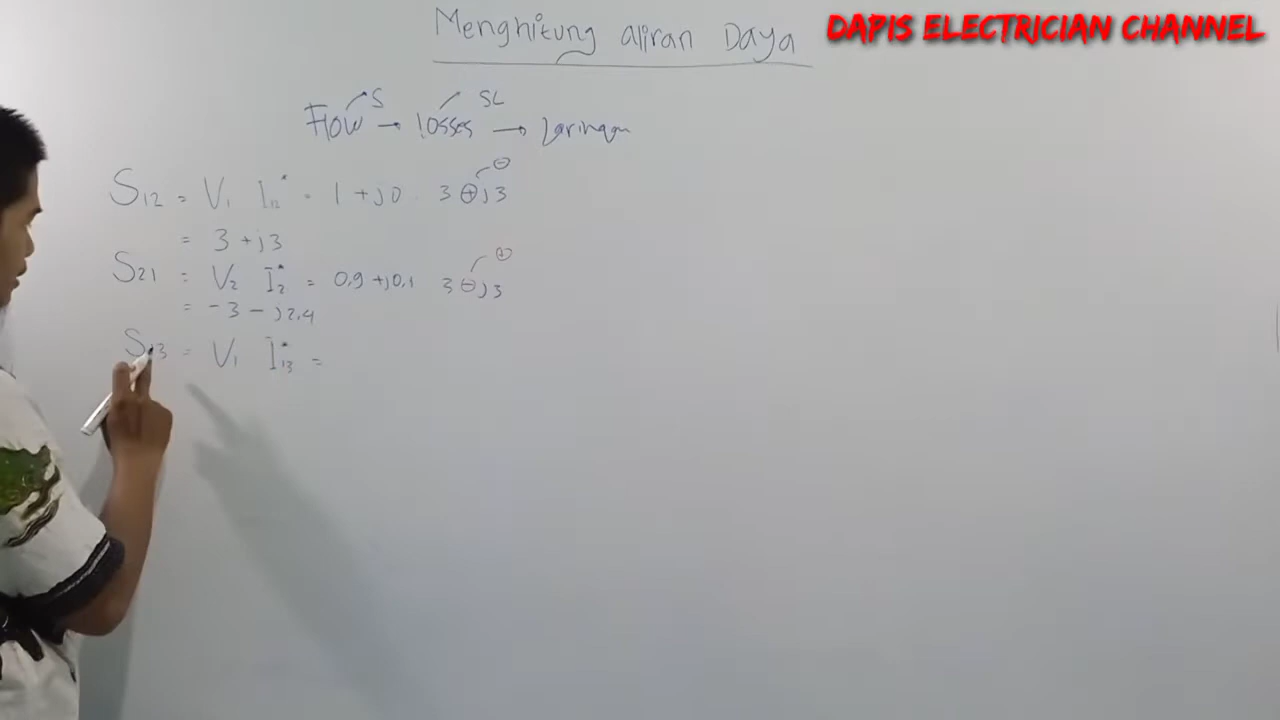 Menghitung aliran Daya
DAPIS ELECTRICIAN CHANNEL
S SL
Flow → Losses → Jaringan
S12 = V1 I12* = 1 + j0 . 3 ⊕ j3 ⊖
= 3 + j3
S21 = V2 I2* = 0,9 + j0,1 3 ⊖ j3 ⊕
= -3 - j2,4
S13 = V1 I13* =